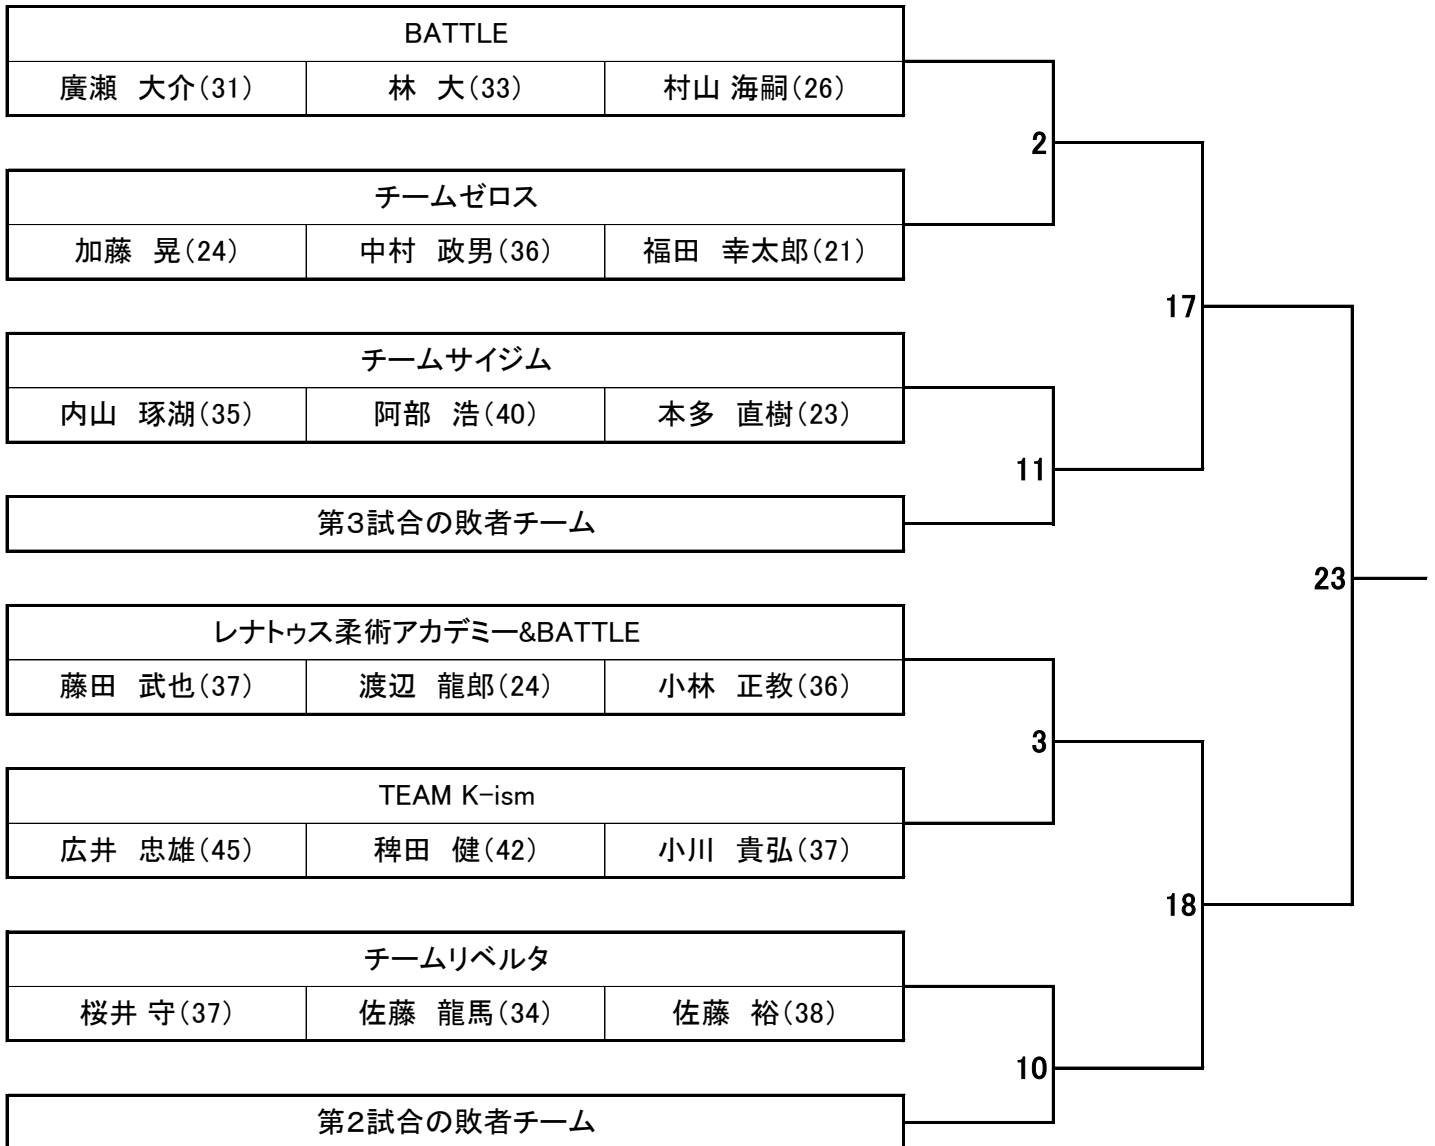 BATTLE
廣瀬　大介(31)　林　大(33)　村山 海嗣(26)
2
チームゼロス
加藤　晃(24)　中村　政男(36)　福田　幸太郎(21)
17
チームサイジム
内山　琢湖(35)　阿部　浩(40)　本多　直樹(23)
11
第3試合の敗者チーム
23
レナトゥス柔術アカデミー&BATTLE
藤田　武也(37)　渡辺　龍郎(24)　小林　正教(36)
3
TEAM K-ism
広井　忠雄(45)　稗田　健(42)　小川　貴弘(37)
18
チームリベルタ
桜井 守(37)　佐藤　龍馬(34)　佐藤　裕(38)
10
第2試合の敗者チーム